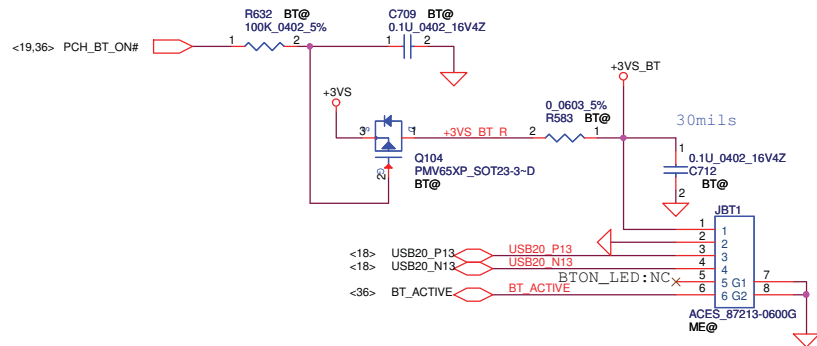 R632 BT@
100K_0402_5%
C709 BT@
0.1U_0402_16V4Z
<19,36> PCH_BT_ON#
1 2
1 2
+3VS_BT
+3VS
0_0603_5%
R583
BT@
30mils
3 1
+3VS_BT_R
2 1
Q104
PMV65XP_SOT23-3~D
BT@
2
1
0.1U_0402_16V4Z
C712
BT@
2
JBT1
1 1
2 2
<18> USB20_P13 USB20_P13 3 3
<18> USB20_N13 USB20_N13 4 4
BTON_LED:NC 5 5 G1 7
<36> BT_ACTIVE BT_ACTIVE 6 6 G2 8
ACES_87213-0600G
ME@